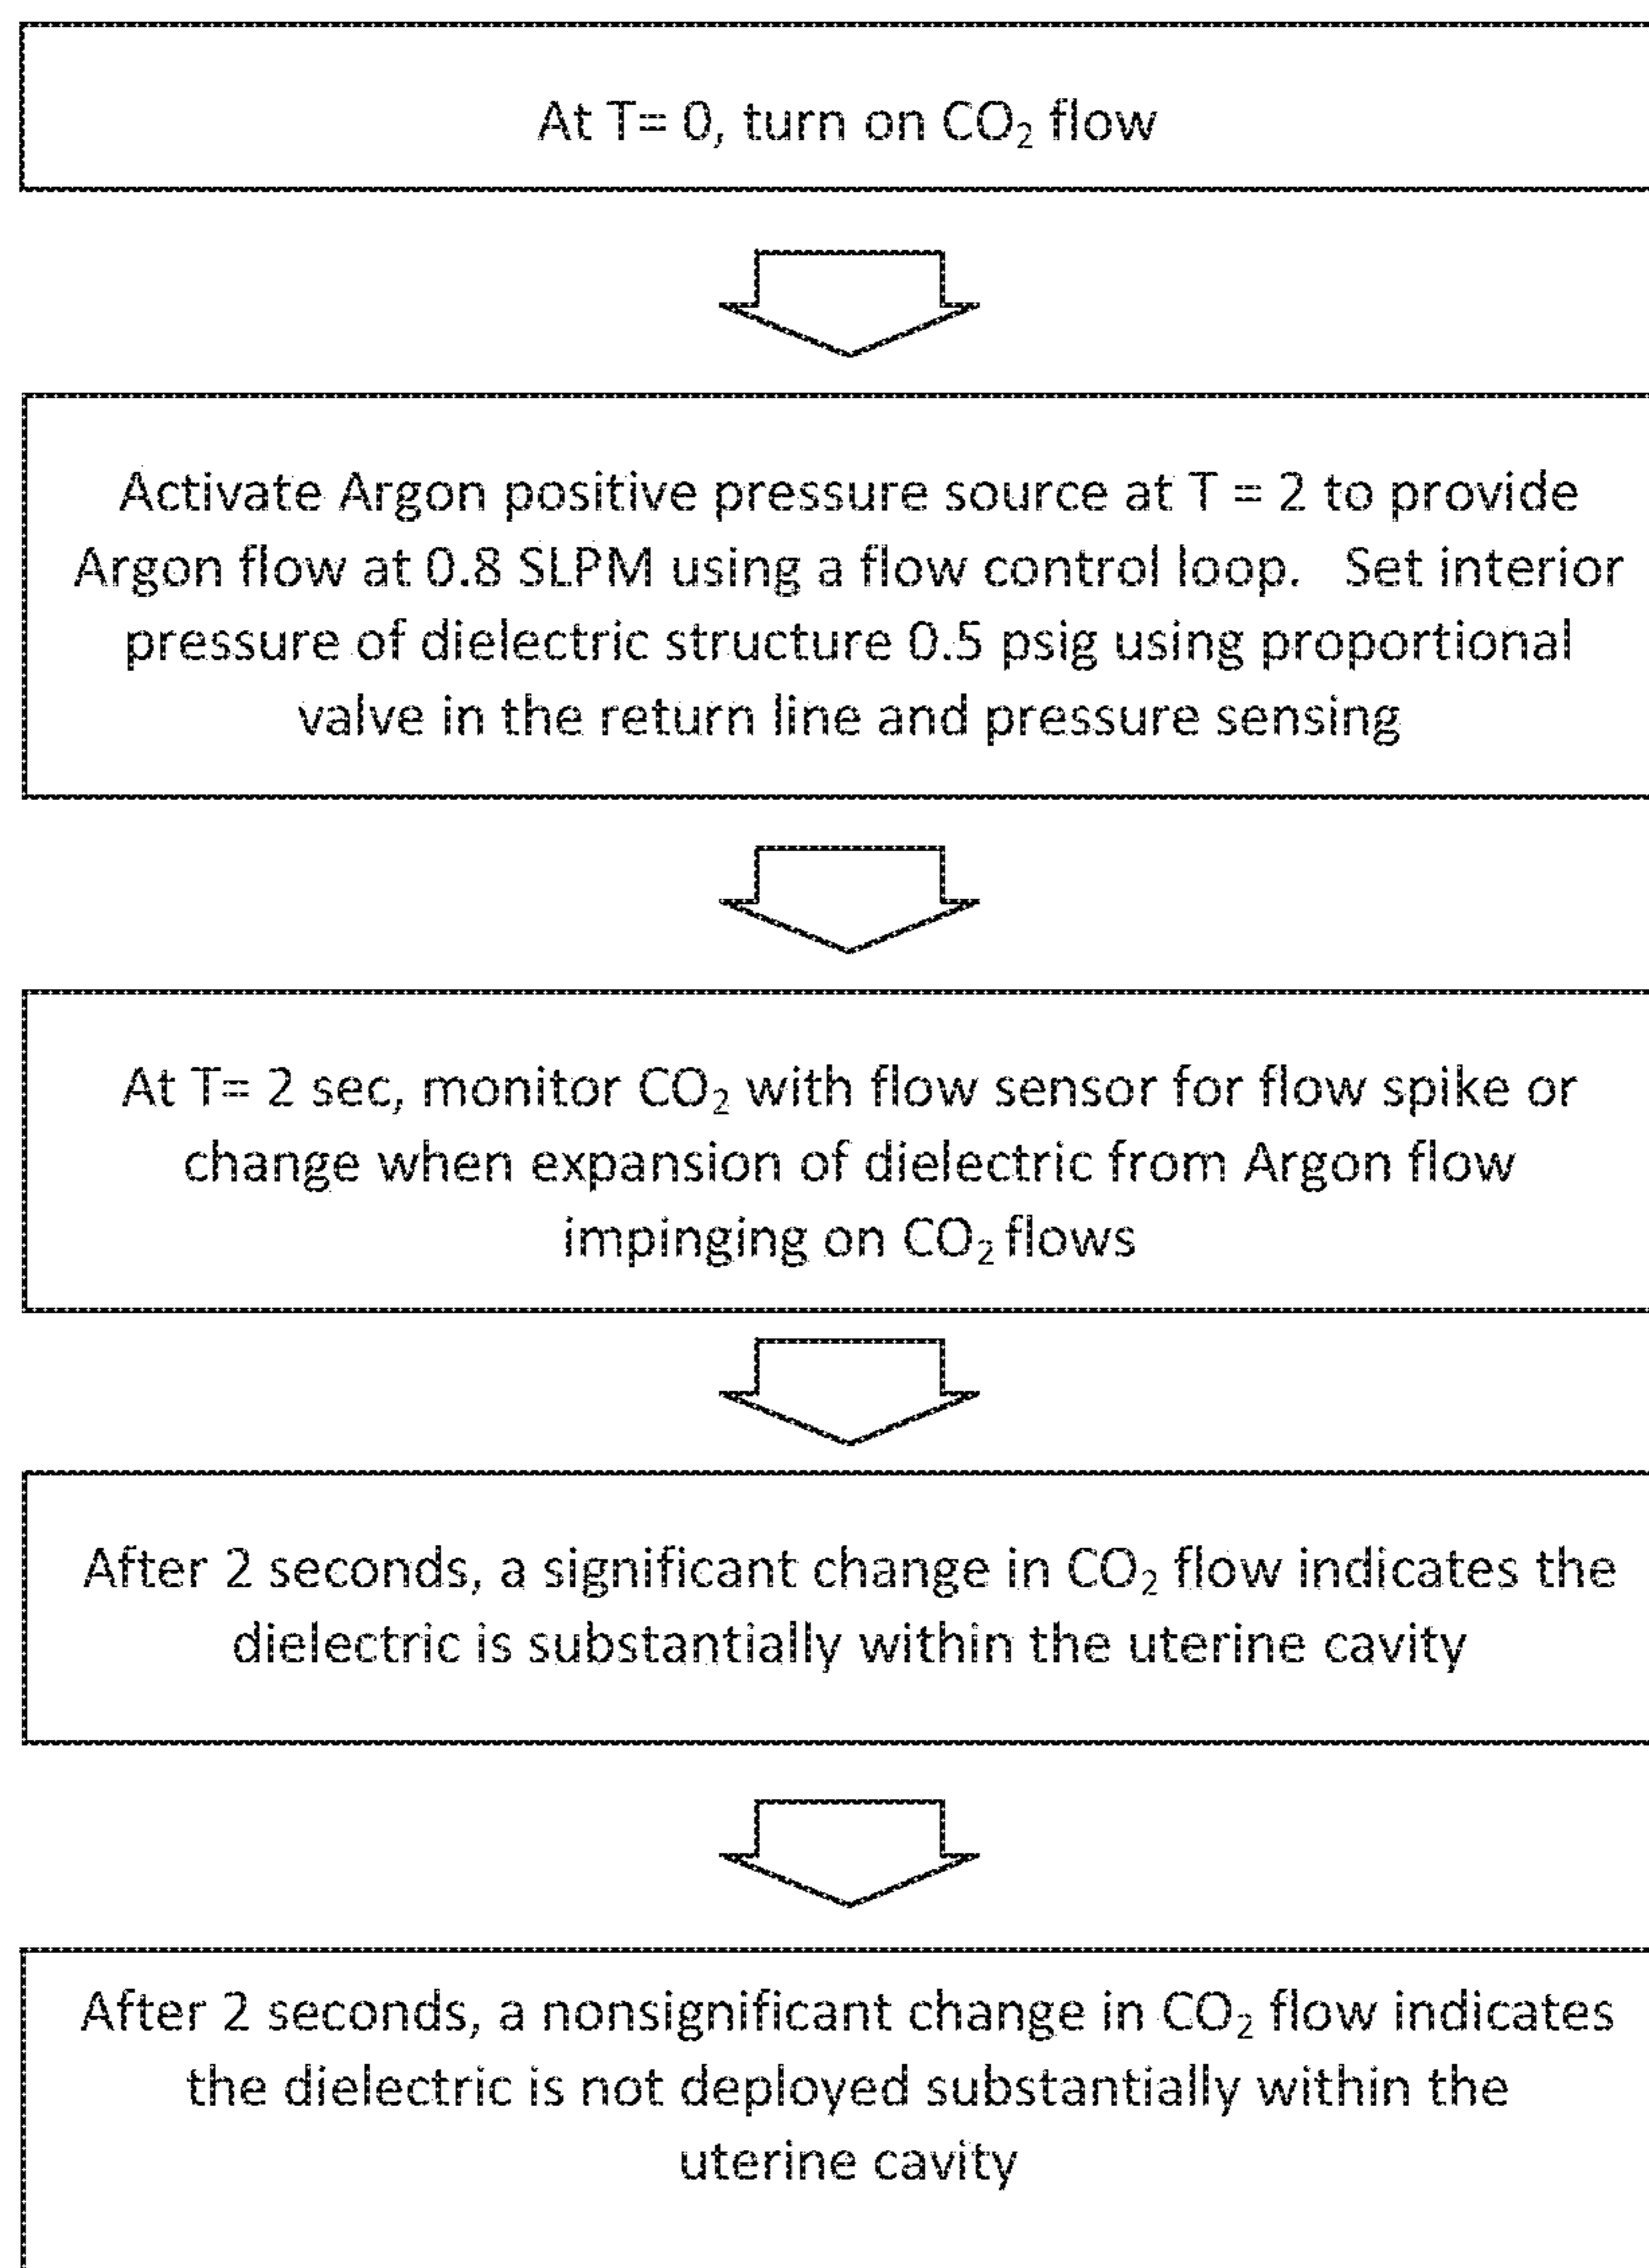 At T= 0, turn on CO₂ flow
Activate Argon positive pressure source at T = 2 to provide
Argon flow at 0.8 SLPM using a flow control loop. Set interior
pressure of dielectric structure 0.5 psig using proportional
valve in the return line and pressure sensing
At T= 2 sec, monitor CO₂ with flow sensor for flow spike or
change when expansion of dielectric from Argon flow
impinging on CO₂ flows
After 2 seconds, a significant change in CO₂ flow indicates the
dielectric is substantially within the uterine cavity
After 2 seconds, a nonsignificant change in CO₂ flow indicates
the dielectric is not deployed substantially within the
uterine cavity